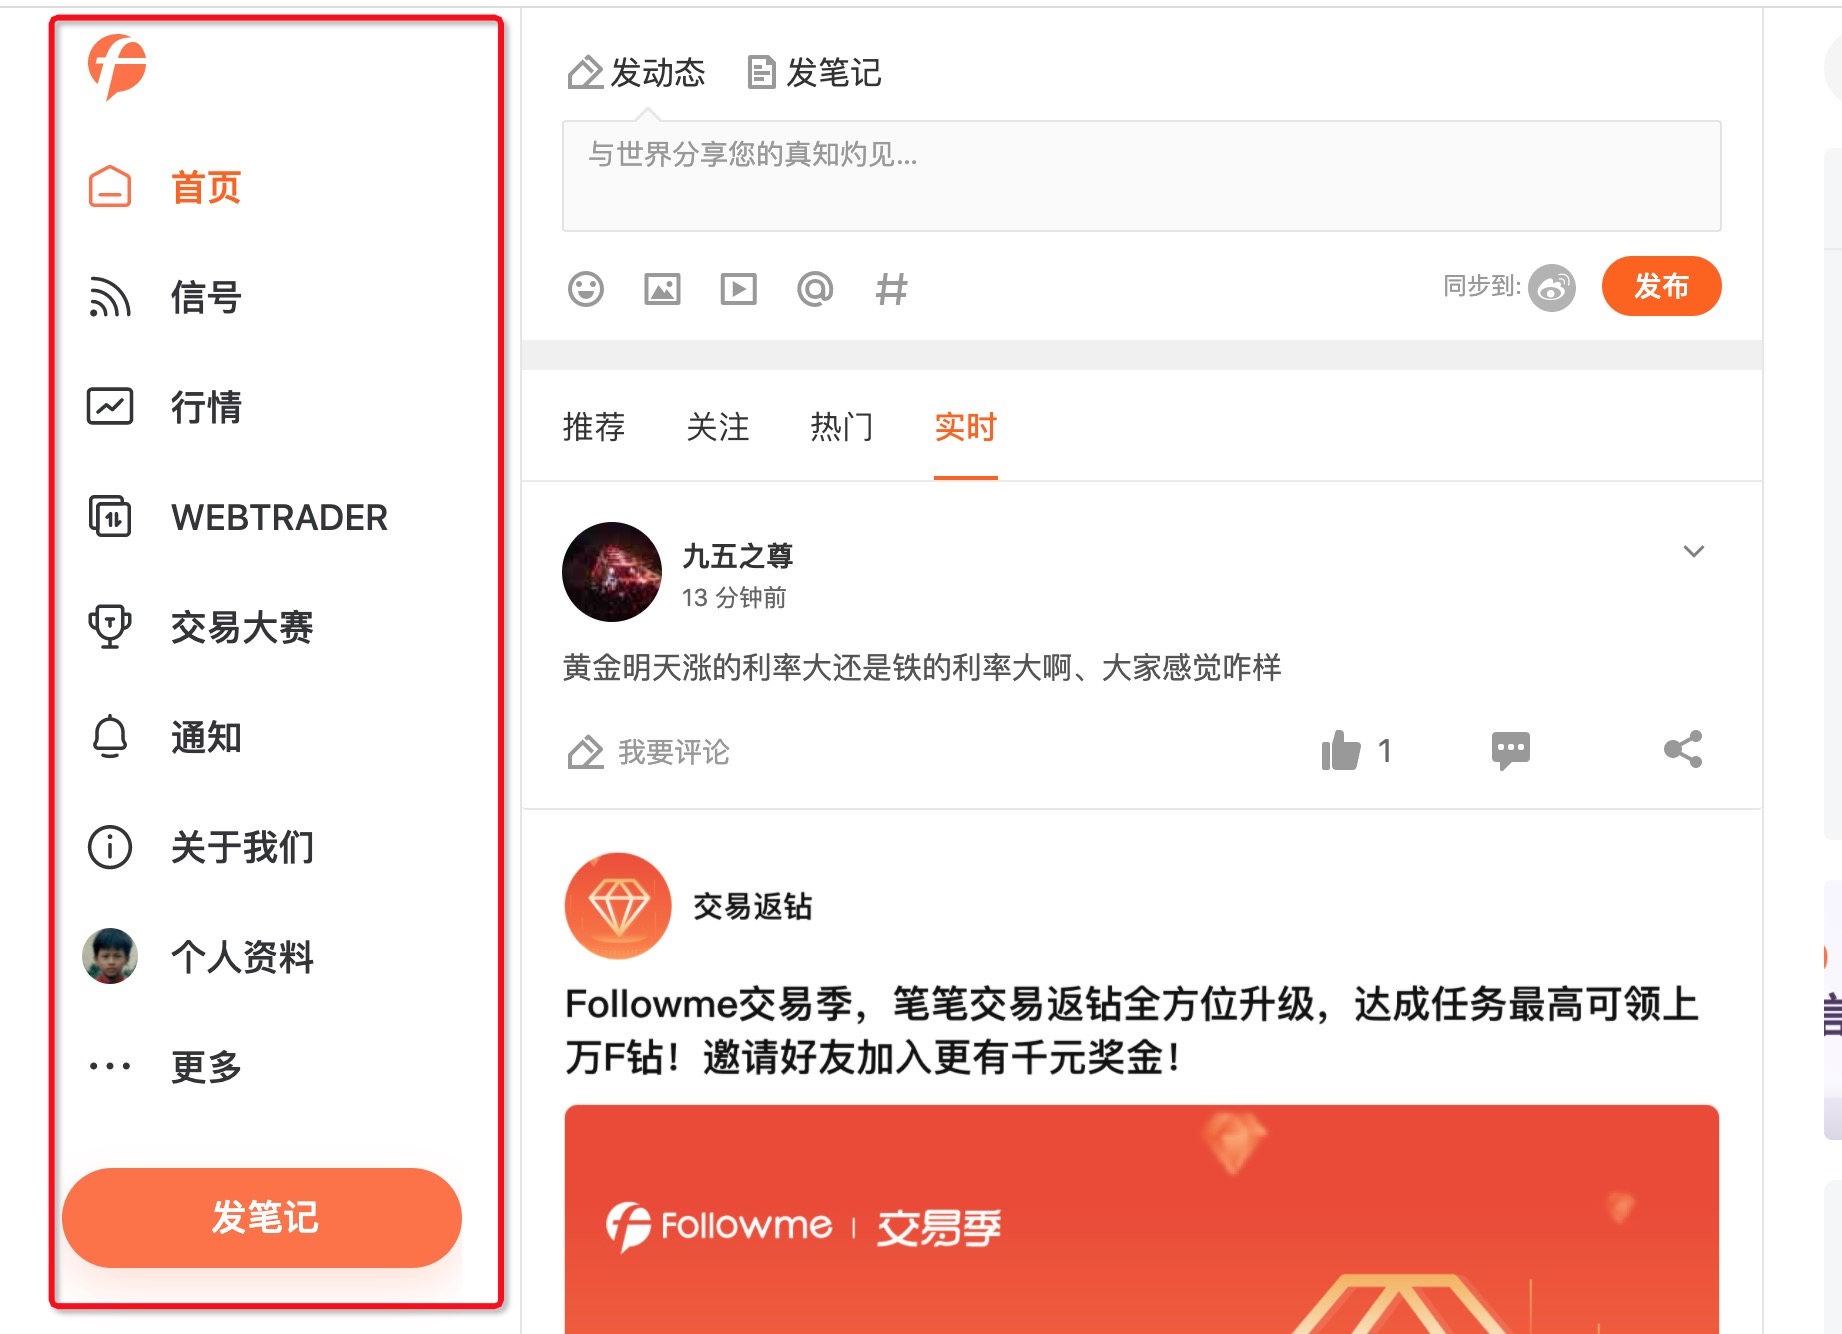 首页
信号
行情
WEBTRADER
交易大赛
通知
关于我们
个人资料
更多
发笔记
发动态
发笔记
与世界分享您的真知灼见...
同步到:
发布
推荐
关注
热门
实时
九五之尊
13 分钟前
黄金明天涨的利率大还是铁的利率大啊、大家感觉咋样
我要评论
1
交易返钻
Followme交易季，笔笔交易返钻全方位升级，达成任务最高可领上
万F钻！邀请好友加入更有千元奖金！
Followme | 交易季